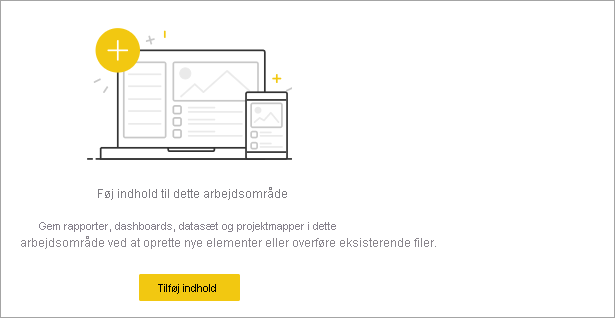 Føj indhold til dette arbejdsområde
Gem rapporter, dashboards, datasæt og projektmapper i dette
arbejdsområde ved at oprette nye elementer eller overføre eksisterende filer.
Tilføj indhold